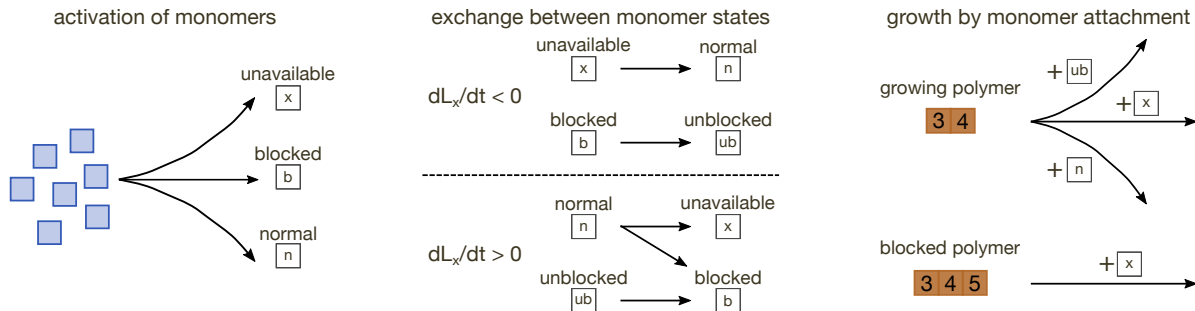 activation of monomers
unavailable
x
blocked
b
normal
n
exchange between monomer states
unavailable normal
x n
dLx/dt < 0
blocked unblocked
b ub
normal unavailable
n x
dLx/dt > 0
unblocked blocked
ub b
growth by monomer attachment
+ ub
growing polymer
+ x
3 4
+ n
blocked polymer
+ x
3 4 5